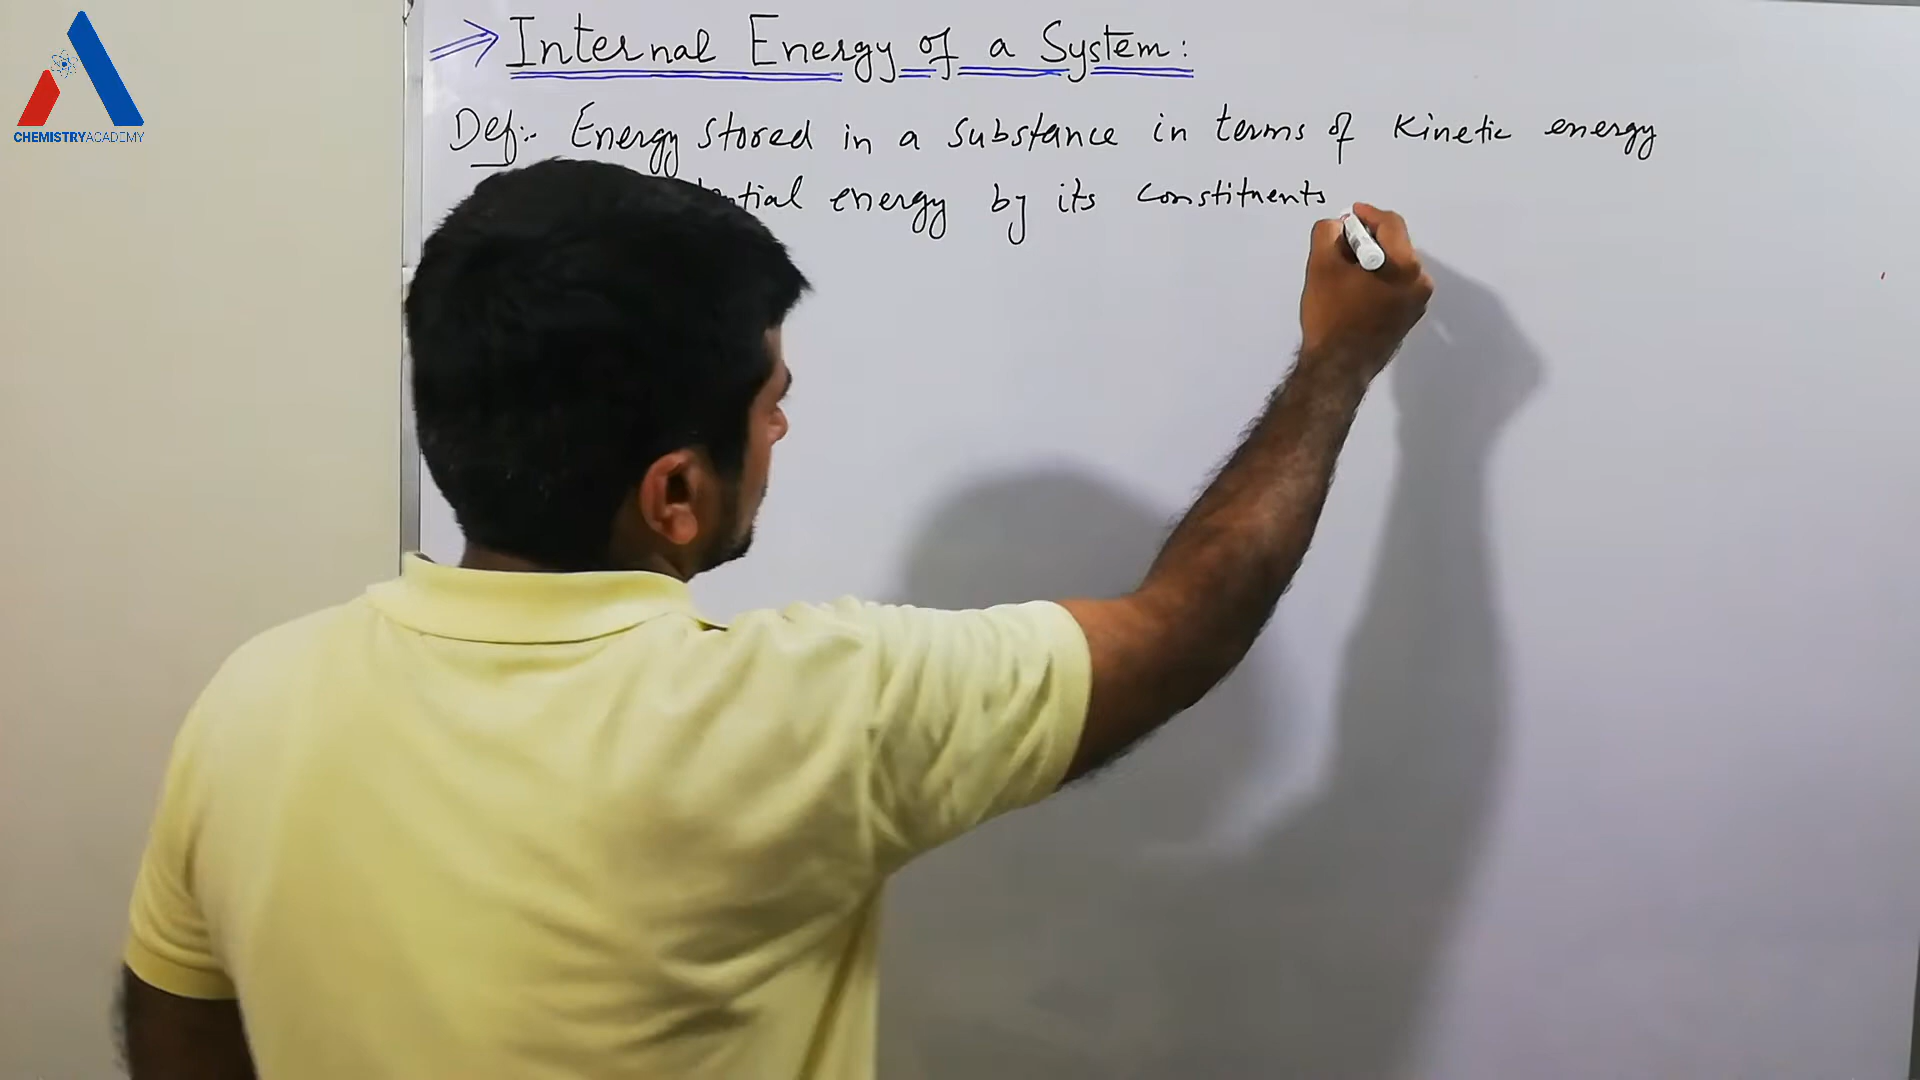 CHEMISTRYACADEMY
⇒ Internal Energy of a System:
Def:- Energy stored in a substance in terms of Kinetic energy
energy by its constituents